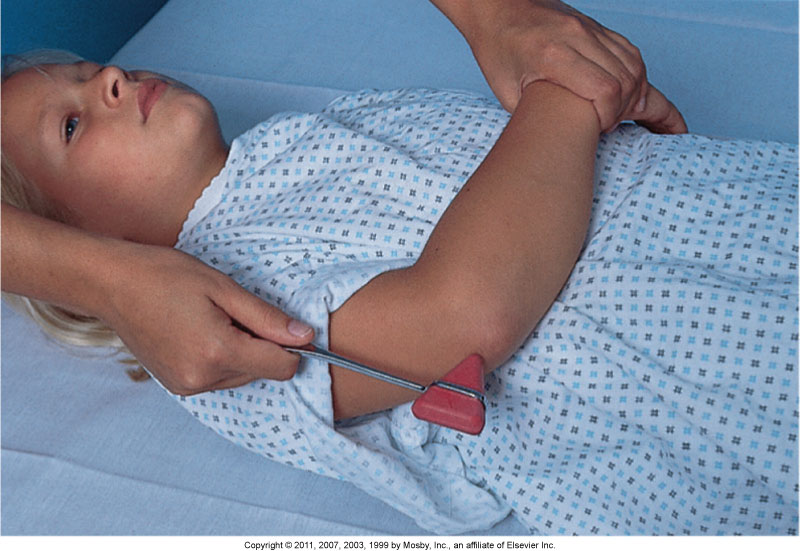 Copyright © 2011, 2007, 2003, 1999 by Mosby, Inc., an affiliate of Elsevier Inc.